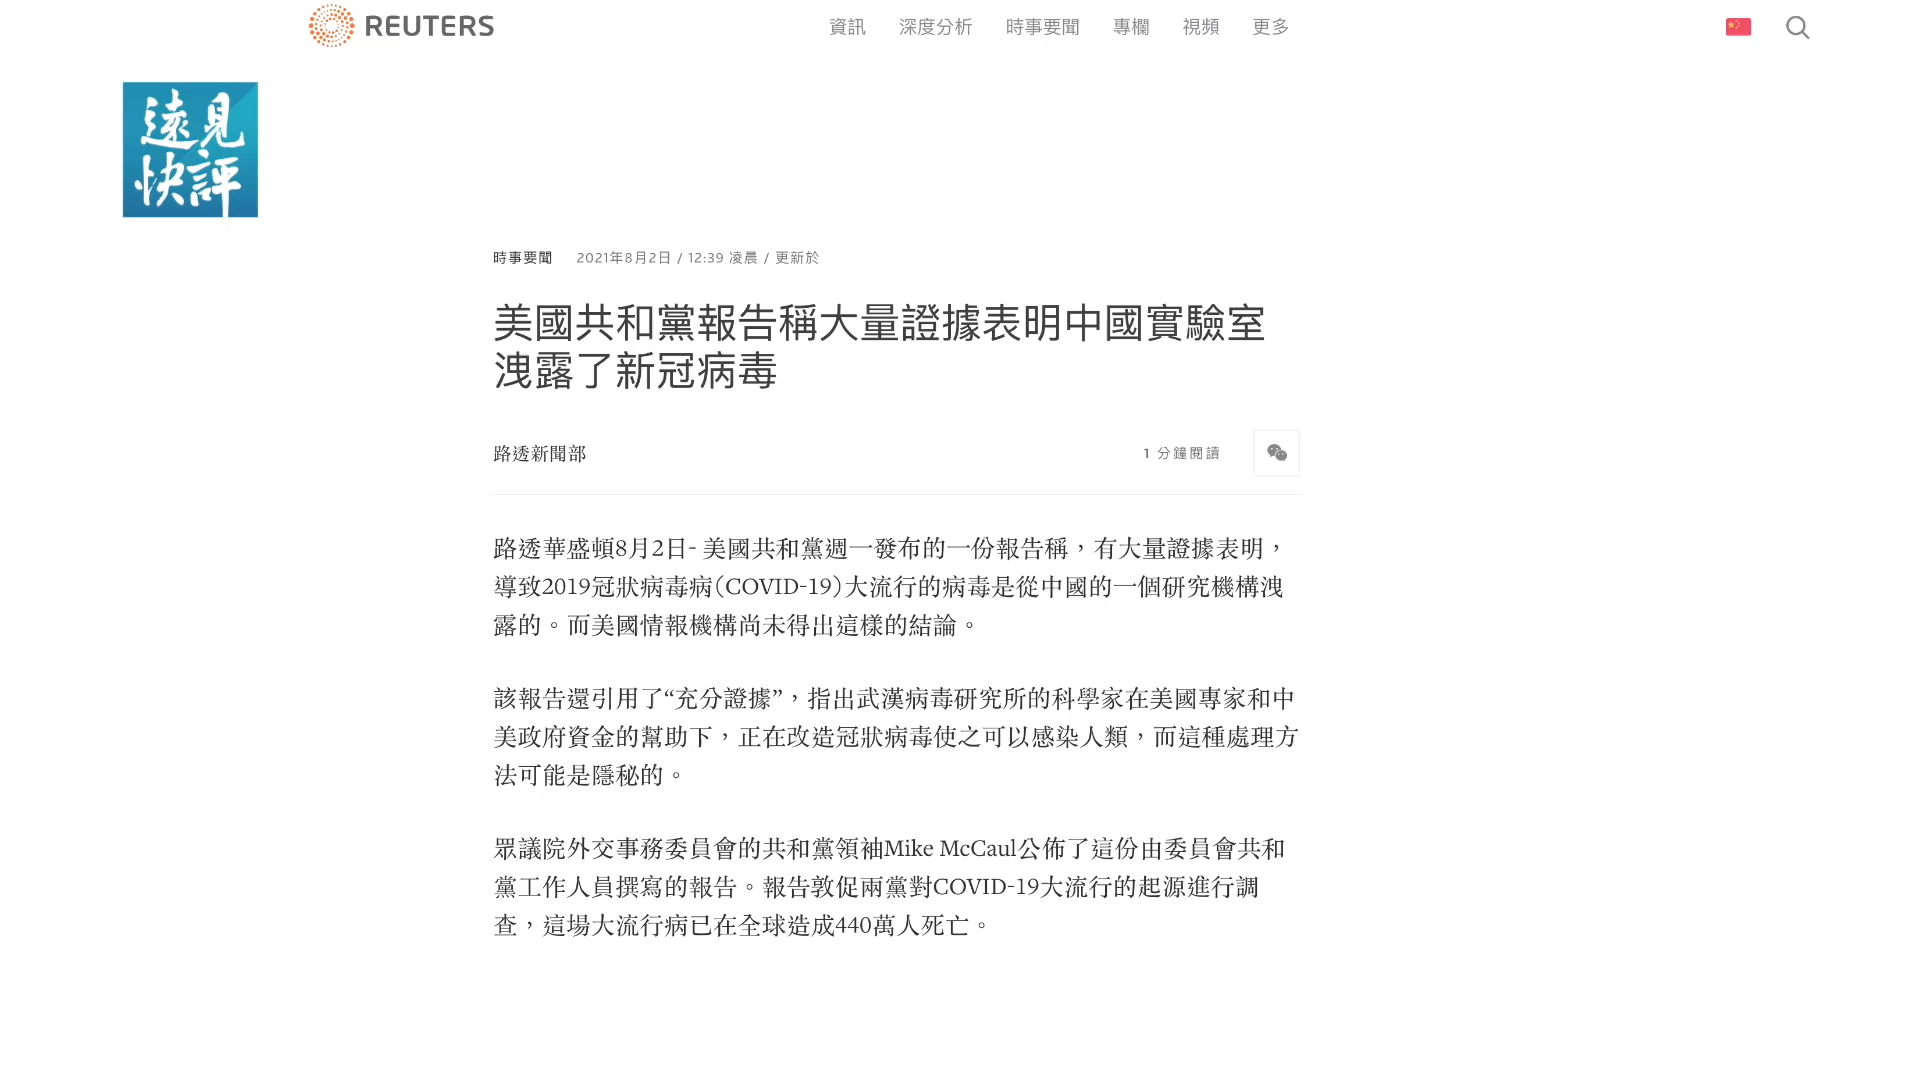 REUTERS
資訊 深度分析 時事要聞 專欄 視頻 更多
遠見
快評
時事要聞 2021年8月2日 / 12:39 凌晨 / 更新於
美國共和黨報告稱大量證據表明中國實驗室
洩露了新冠病毒
路透新聞部
1 分鐘閱讀
路透華盛頓8月2日- 美國共和黨週一發布的一份報告稱，有大量證據表明，
導致2019冠狀病毒病（COVID-19）大流行的病毒是從中國的一個研究機構洩
露的。而美國情報機構尚未得出這樣的結論。
該報告還引用了“充分證據”，指出武漢病毒研究所的科學家在美國專家和中
美政府資金的幫助下，正在改造冠狀病毒使之可以感染人類，而這種處理方
法可能是隱秘的。
眾議院外交事務委員會的共和黨領袖Mike McCaul公佈了這份由委員會共和
黨工作人員撰寫的報告。報告敦促兩黨對COVID-19大流行的起源進行調
查，這場大流行病已在全球造成440萬人死亡。